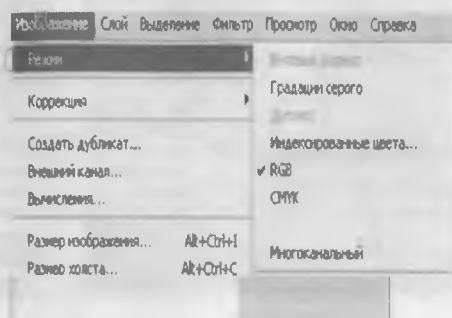 Изображение Слой Выделение Фильтр Просмотр Окно Справка
Режим
Коррекция
Создать дубликат...
Внешний канал...
Вычисления...
Размер изображения... Alt+Ctrl+I
Размер холста... Alt+Ctrl+C
Градации серого
Индексированные цвета...
✓ RGB
CMYK
Многоканальный